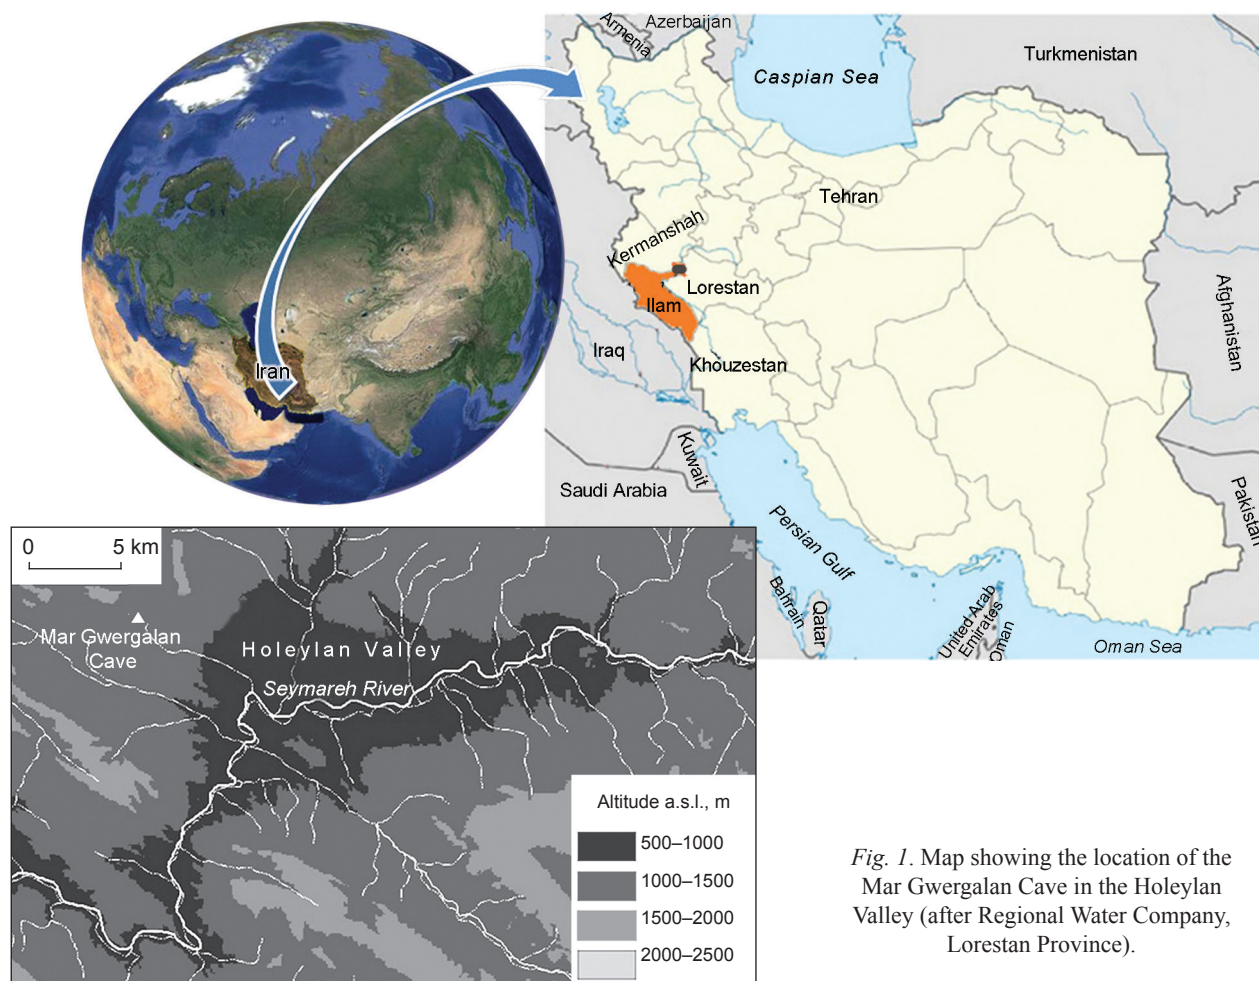 Iran
Armenia
Azerbaijan
Caspian Sea
Turkmenistan
Tehran
Kermanshah
Lorestan
Ilam
Iraq
Khouzestan
Afghanistan
Kuwait
Saudi Arabia
Pakistan
Persian Gulf
Bahrain
Qatar
United Arab
Emirates
Oman
Oman Sea
0 5 km
Mar Gwergalan
Cave
Holeylan Valley
Seymareh River
Altitude a.s.l., m
500–1000
1000–1500
1500–2000
2000–2500
Fig. 1. Map showing the location of the
Mar Gwergalan Cave in the Holeylan
Valley (after Regional Water Company,
Lorestan Province).